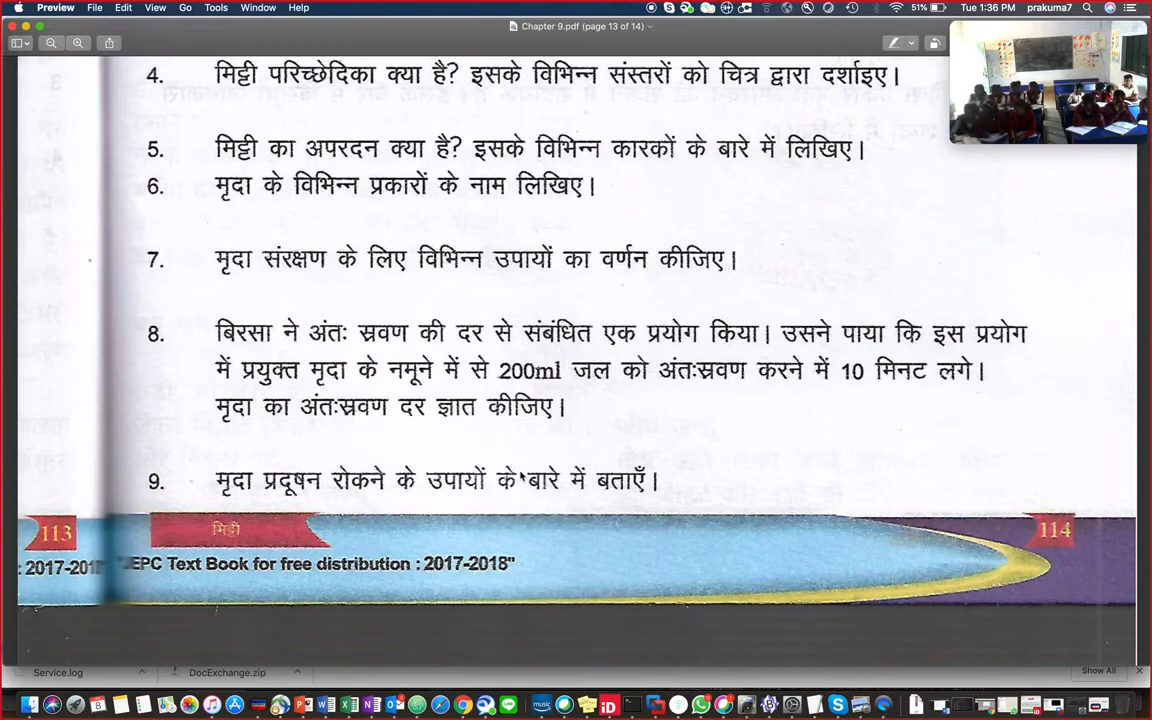 Preview File Edit View Go Tools Window Help 51% Tue 1:36 PM prakuma7
Chapter 9.pdf (page 13 of 14)
4. मिट्टी परिच्छेदिका क्या है? इसके विभिन्न संस्तरों को चित्र द्वारा दर्शाइए।
5. मिट्टी का अपरदन क्या है? इसके विभिन्न कारकों के बारे में लिखिए।
6. मृदा के विभिन्न प्रकारों के नाम लिखिए।
7. मृदा संरक्षण के लिए विभिन्न उपायों का वर्णन कीजिए।
8. बिरसा ने अंतः स्रवण की दर से संबंधित एक प्रयोग किया। उसने पाया कि इस प्रयोग
में प्रयुक्त मृदा के नमूने में से 200ml जल को अंतःस्रवण करने में 10 मिनट लगे।
मृदा का अंतःस्रवण दर ज्ञात कीजिए।
9. मृदा प्रदूषन रोकने के उपायों के बारे में बताएँ।
113 मिट्टी 114
: 2017-201 "JEPC Text Book for free distribution : 2017-2018"
Service.log DocExchange.zip Show All